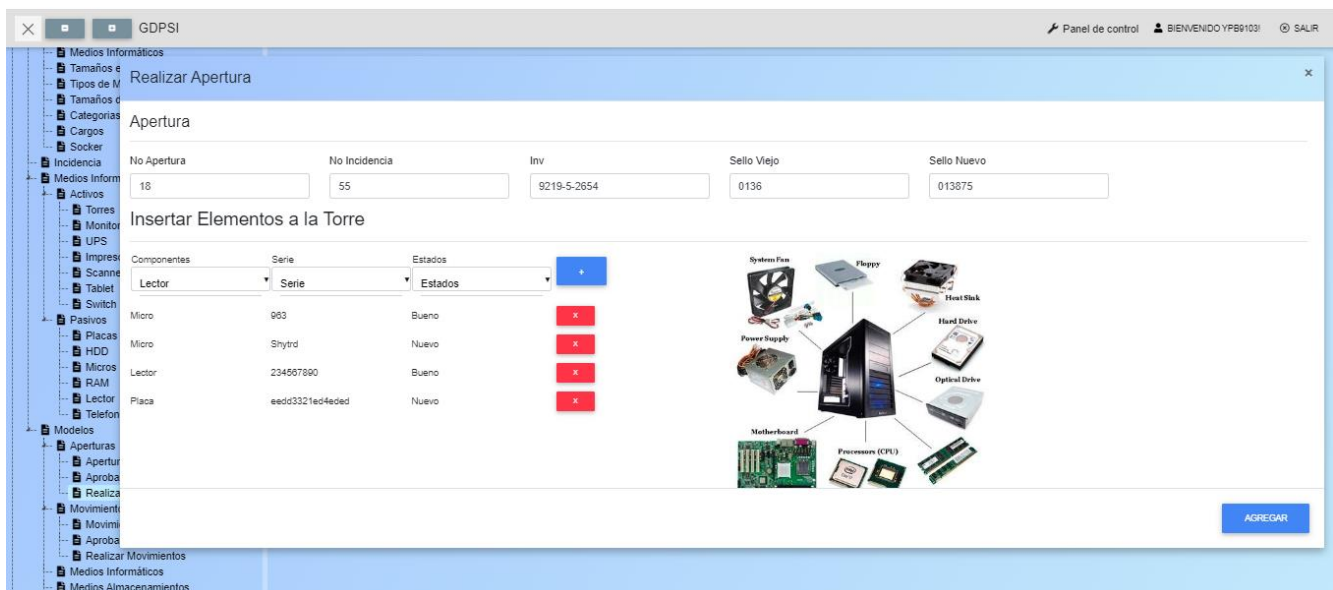 GDPSI
Panel de control
BIENVENIDO YPB9103!
SALIR
Medios Informáticos
Tamaños e
Tipos de M
Tamaños d
Categorias
Cargos
Socker
Incidencia
Medios Inform
Activos
Torres
Monitor
UPS
Impreso
Scanne
Tablet
Switch
Pasivos
Placas
HDD
Micros
RAM
Lector
Telefon
Modelos
Aperturas
Apertur
Aproba
Realiza
Movimiento
Movimi
Aproba
Realizar Movimientos
Medios Informáticos
Medios Almacenamientos
Realizar Apertura
x
Apertura
No Apertura No Incidencia Inv Sello Viejo Sello Nuevo
18 55 9219-5-2654 0136 013875
Insertar Elementos a la Torre
Componentes Serie Estados
Lector Serie Estados +
Micro 963 Bueno x
Micro Shytrd Nuevo x
Lector 234567890 Bueno x
Placa eedd3321ed4eded Nuevo x
System Fan
Floppy
Heat Sink
Hard Drive
Power Supply
Optical Drive
Motherboard
Processors (CPU)
AGREGAR